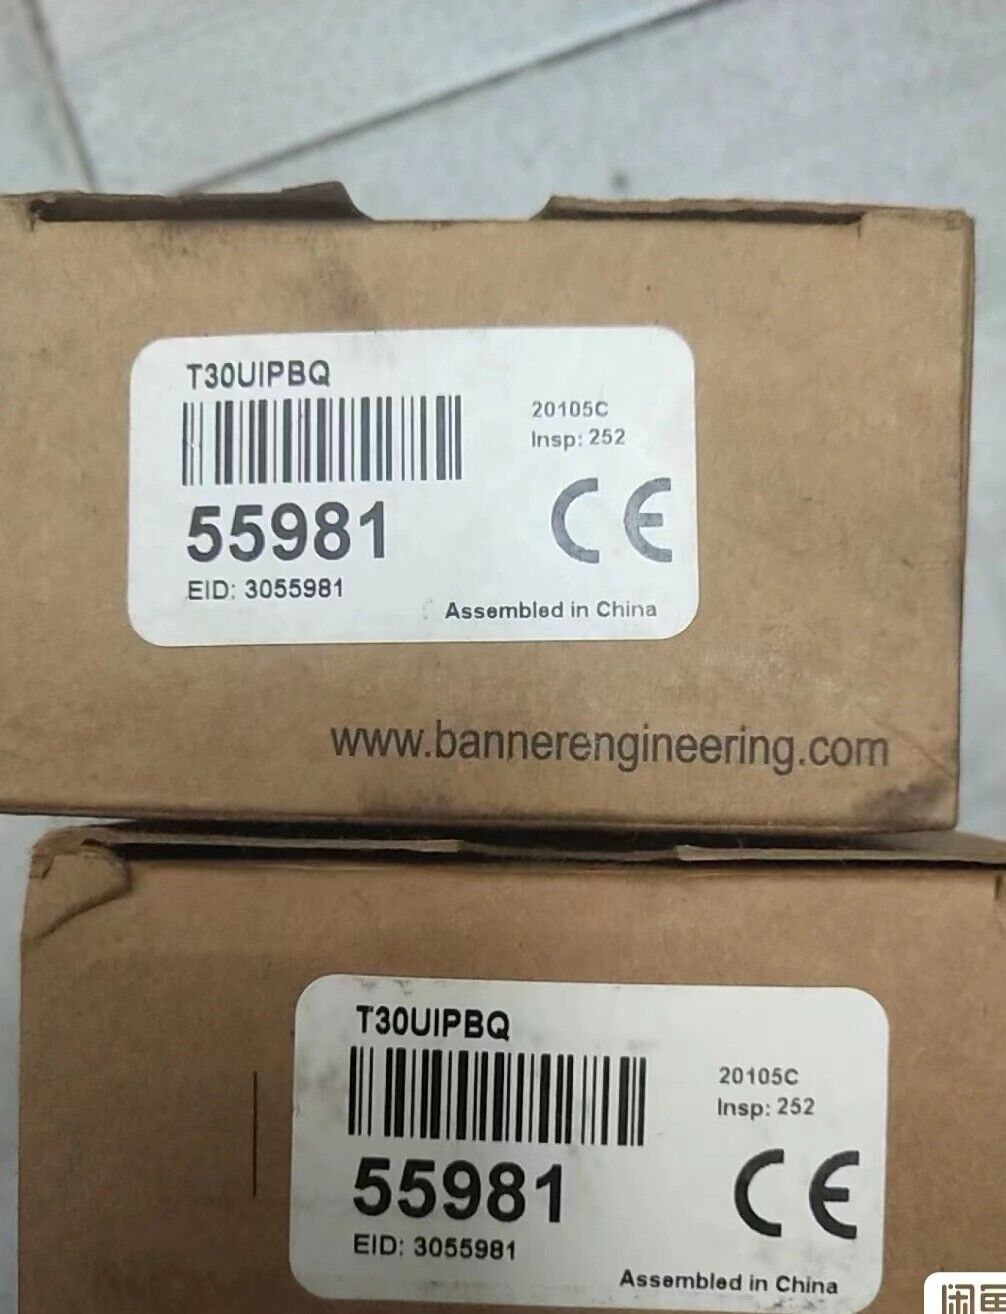 T30UIPBQ
20105C
Insp: 252
55981
CE
EID: 3055981
Assembled in China
www.bannerengineering.com
T30UIPBQ
20105C
Insp: 252
55981
CE
EID: 3055981
Assembled in China